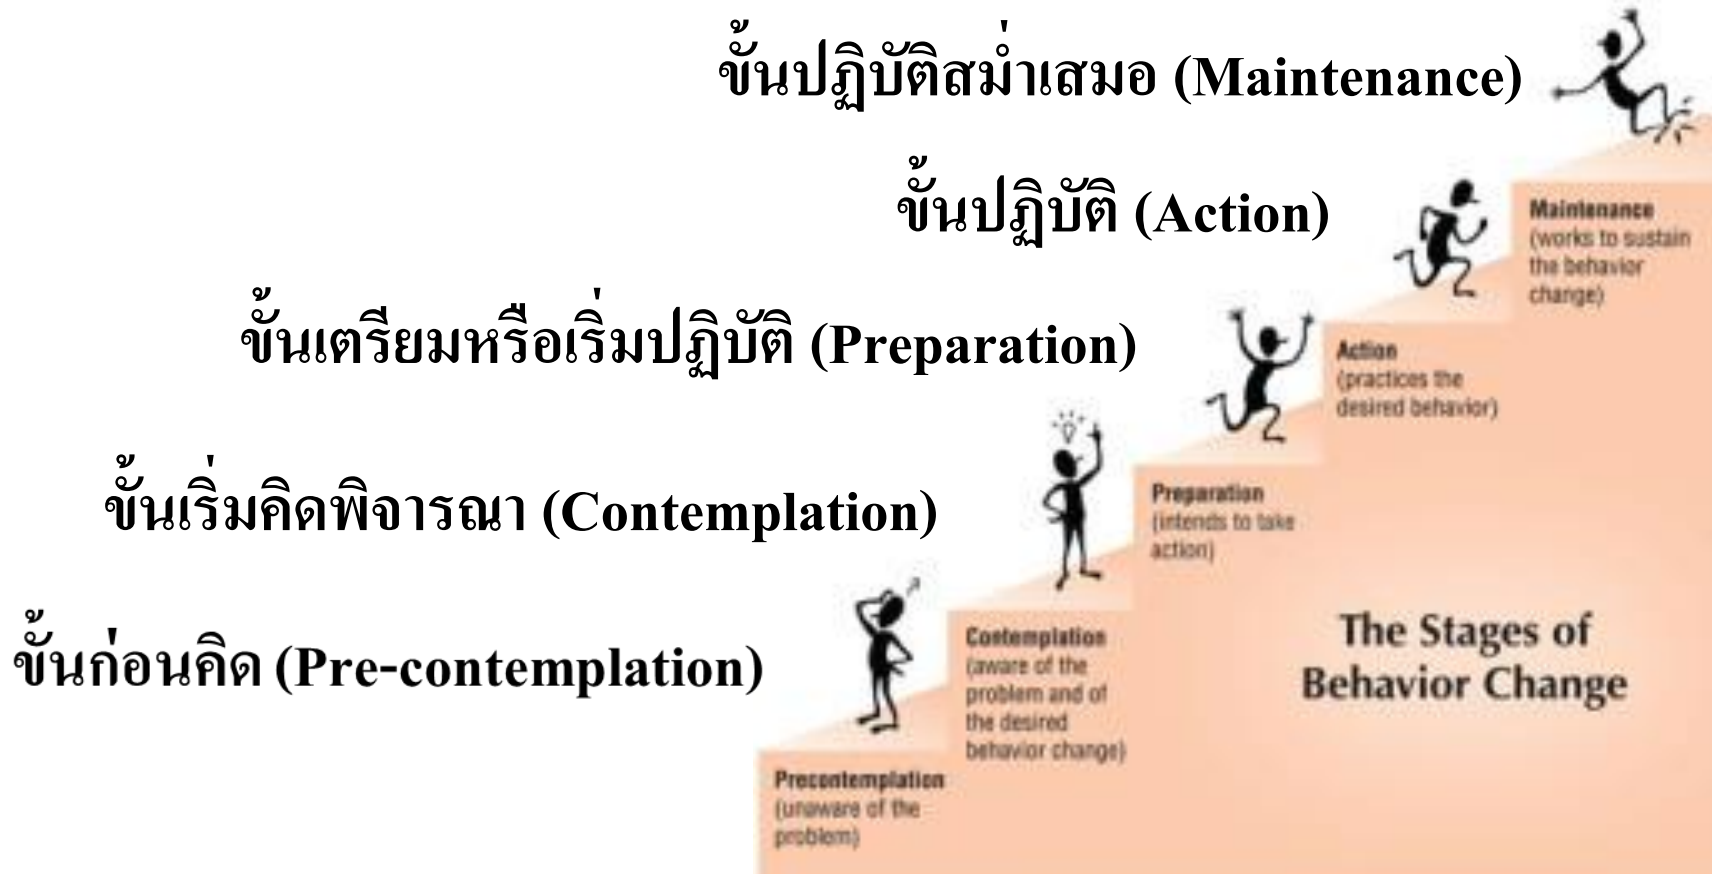 ขั้นปฏิบัติสม่ำเสมอ (Maintenance)
ขั้นปฏิบัติ (Action)
ขั้นเตรียมหรือเริ่มปฏิบัติ (Preparation)
ขั้นเริ่มคิดพิจารณา (Contemplation)
ขั้นก่อนคิด (Pre-contemplation)
Maintenance
(works to sustain
the behavior
change)
Action
(practices the
desired behavior)
Preparation
(intends to take
action)
Contemplation
(aware of the
problem and of
the desired
behavior change)
Precontemplation
(unaware of the
problem)
The Stages of
Behavior Change